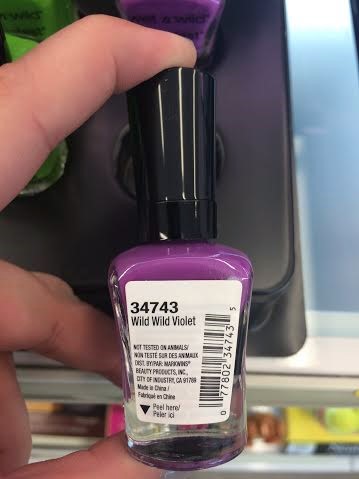 34743
Wild Wild Violet
NOT TESTED ON ANIMALS/
NON TESTÉ SUR DES ANIMAUX
DIST. BY/PAR: MARKWINS®
BEAUTY PRODUCTS, INC.,
CITY OF INDUSTRY, CA 91789
Made in China /
Fabriqué en Chine
Peel here/
Peler ici
0 77802 34743 5